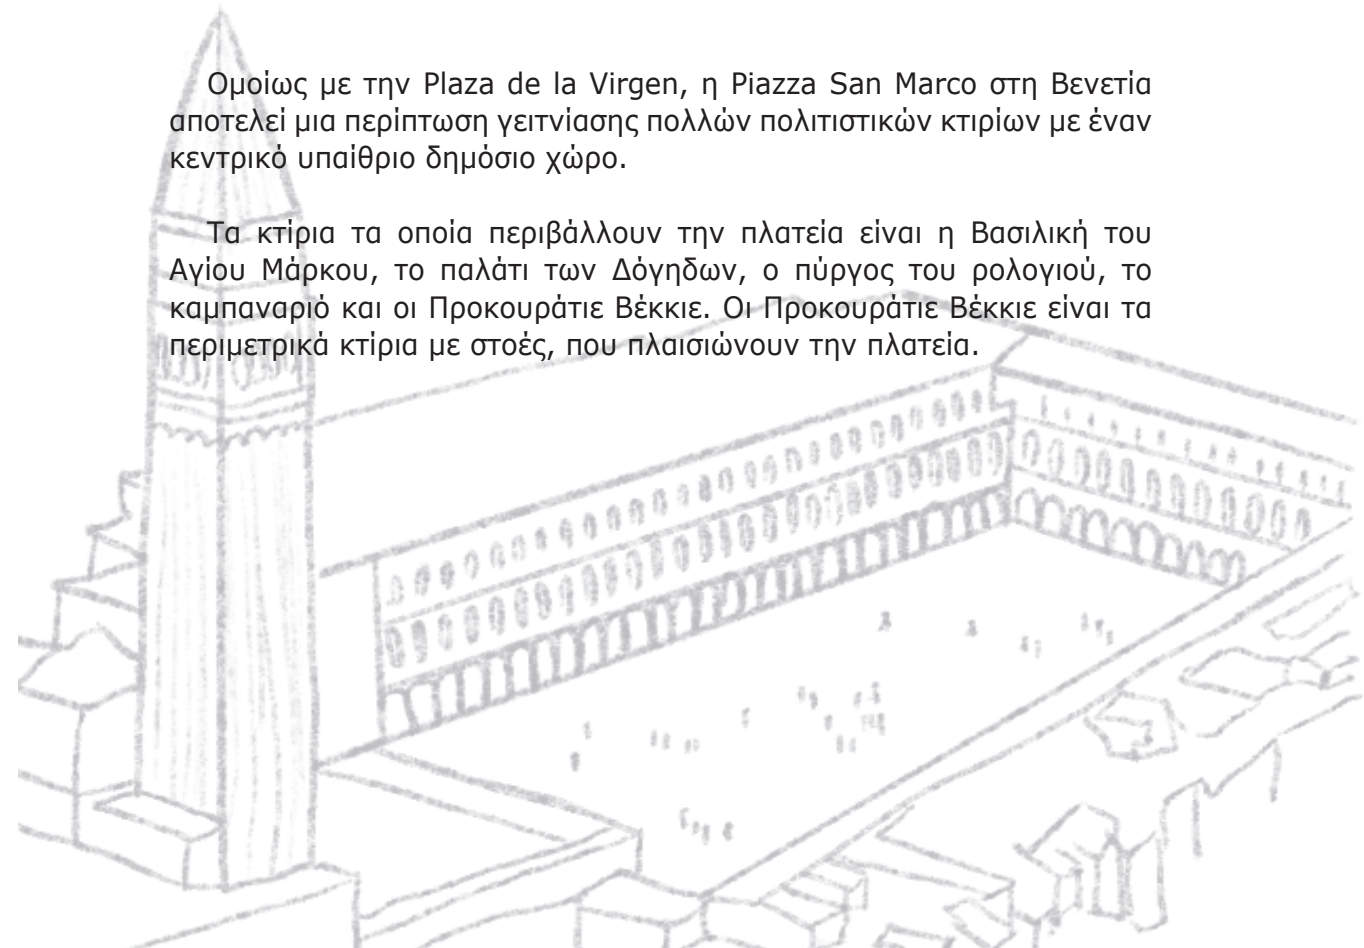 Ομοίως με την Plaza de la Virgen, η Piazza San Marco στη Βενετία
αποτελεί μια περίπτωση γειτνίασης πολλών πολιτιστικών κτιρίων με έναν
κεντρικό υπαίθριο δημόσιο χώρο.
Τα κτίρια τα οποία περιβάλλουν την πλατεία είναι η Βασιλική του
Αγίου Μάρκου, το παλάτι των Δόγηδων, ο πύργος του ρολογιού, το
καμπαναριό και οι Προκουράτιε Βέκκιε. Οι Προκουράτιε Βέκκιε είναι τα
περιμετρικά κτίρια με στοές, που πλαισιώνουν την πλατεία.